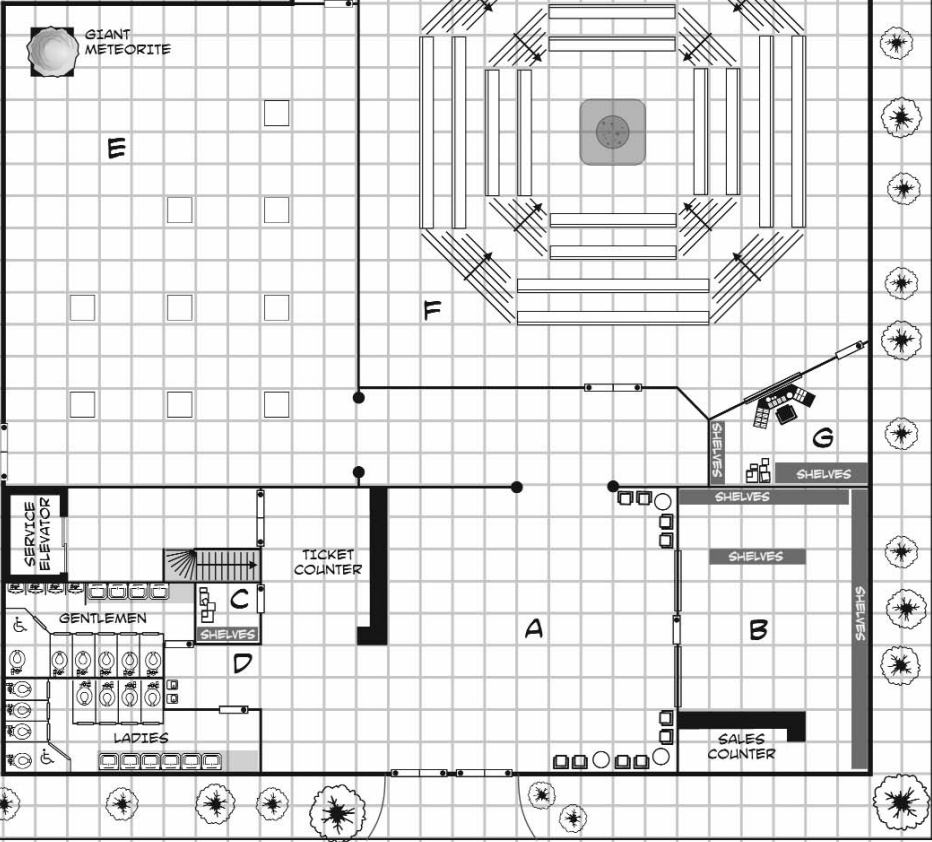 GIANT
METEORITE
E
F
G
SHELVES
SHELVES
SHELVES
SHELVES
SHELVES
SERVICE
ELEVATOR
TICKET
COUNTER
C
SHELVES
GENTLEMEN
A
B
D
LADIES
SALES
COUNTER